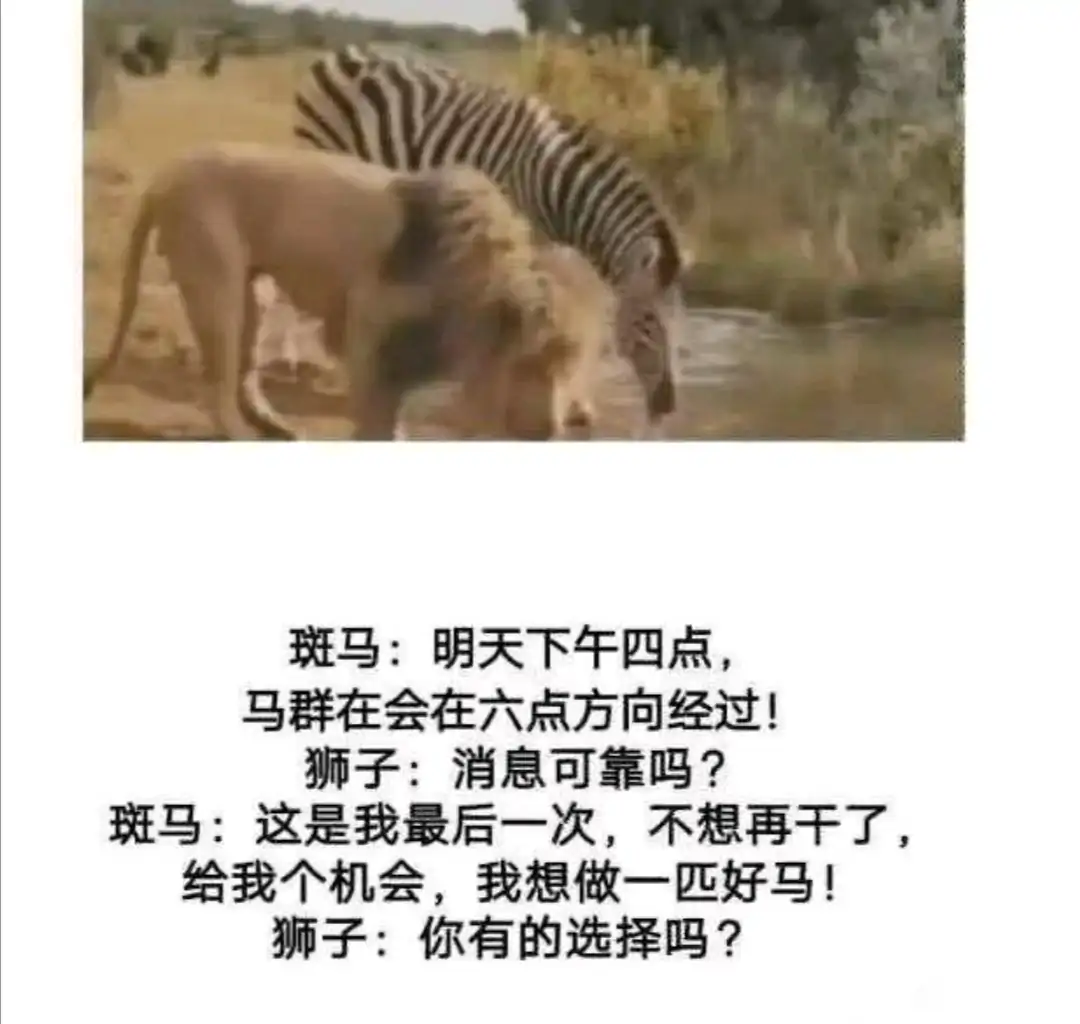 斑马：明天下午四点，
马群在会在六点方向经过！
狮子：消息可靠吗？
斑马：这是我最后一次，不想再干了，
给我个机会，我想做一匹好马！
狮子：你有的选择吗？